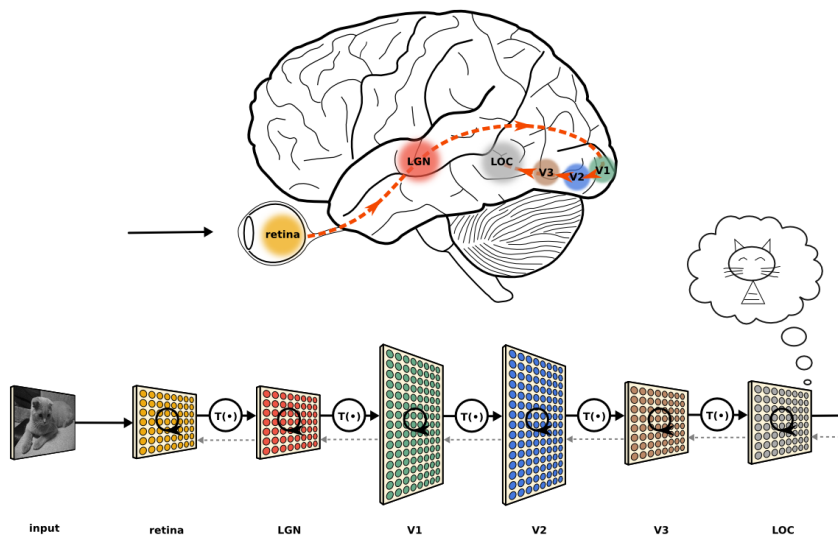 LGN
LOC
V3
V2
V1
retina
T(•)
T(•)
T(•)
T(•)
T(•)
input
retina
LGN
V1
V2
V3
LOC